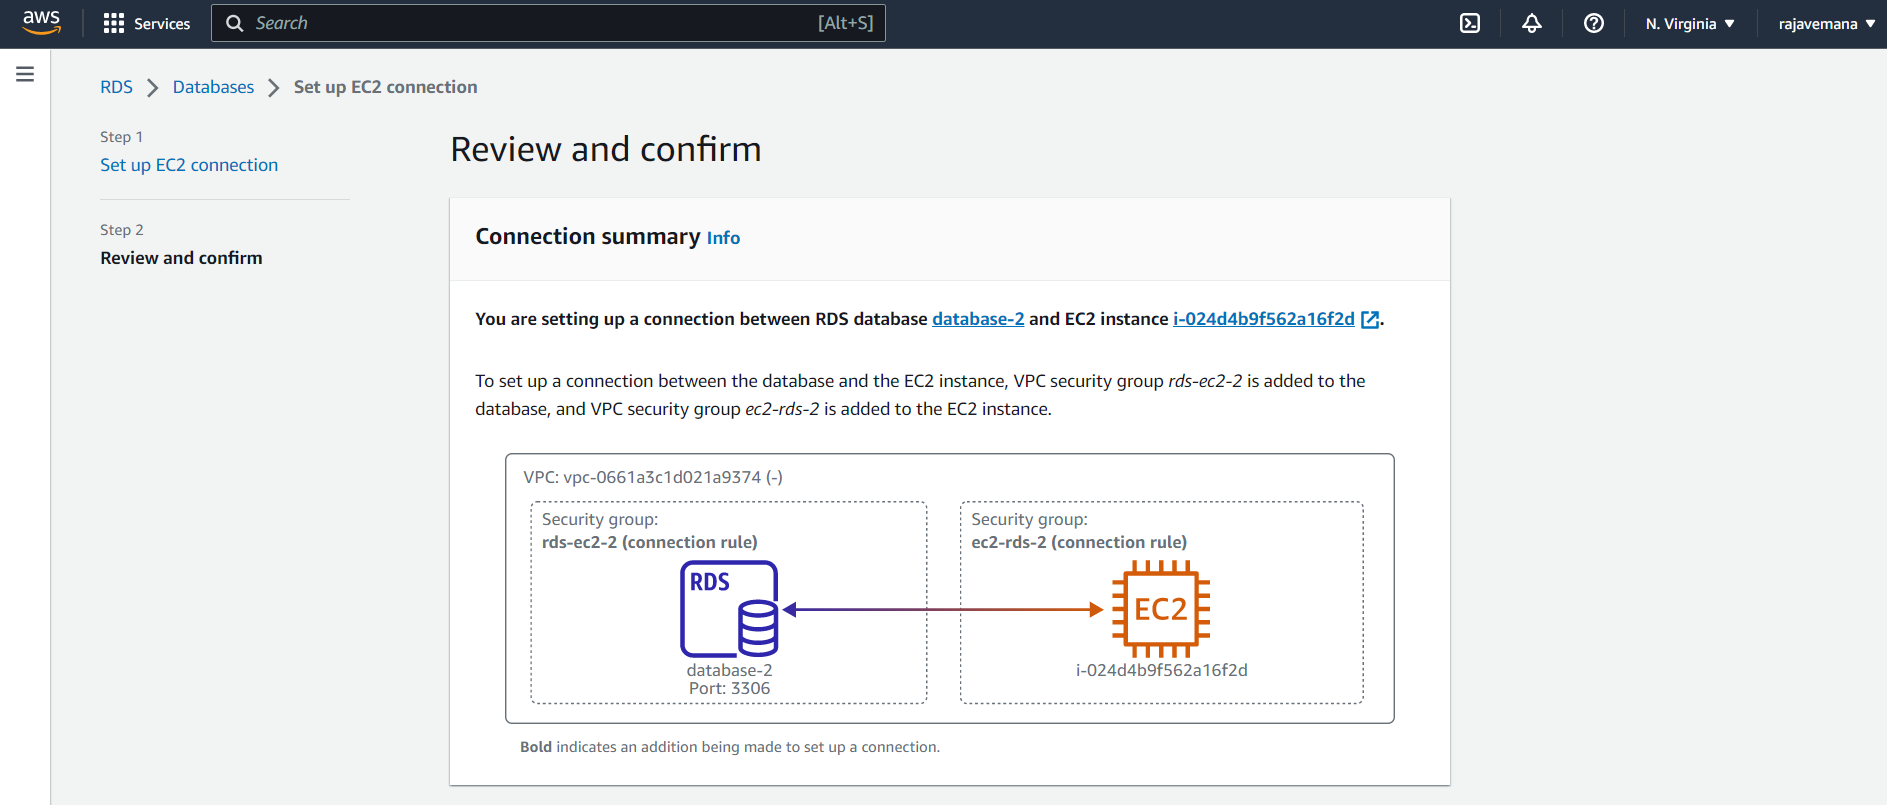 aws
Services
Search
[Alt+S]
N. Virginia
rajavemana
RDS
Databases
Set up EC2 connection
Step 1
Set up EC2 connection
Step 2
Review and confirm
Review and confirm
Connection summary Info
You are setting up a connection between RDS database database-2 and EC2 instance i-024d4b9f562a16f2d.
To set up a connection between the database and the EC2 instance, VPC security group rds-ec2-2 is added to the
database, and VPC security group ec2-rds-2 is added to the EC2 instance.
VPC: vpc-0661a3c1d021a9374 (-)
Security group:
rds-ec2-2 (connection rule)
RDS
database-2
Port: 3306
Security group:
ec2-rds-2 (connection rule)
EC2
i-024d4b9f562a16f2d
Bold indicates an addition being made to set up a connection.